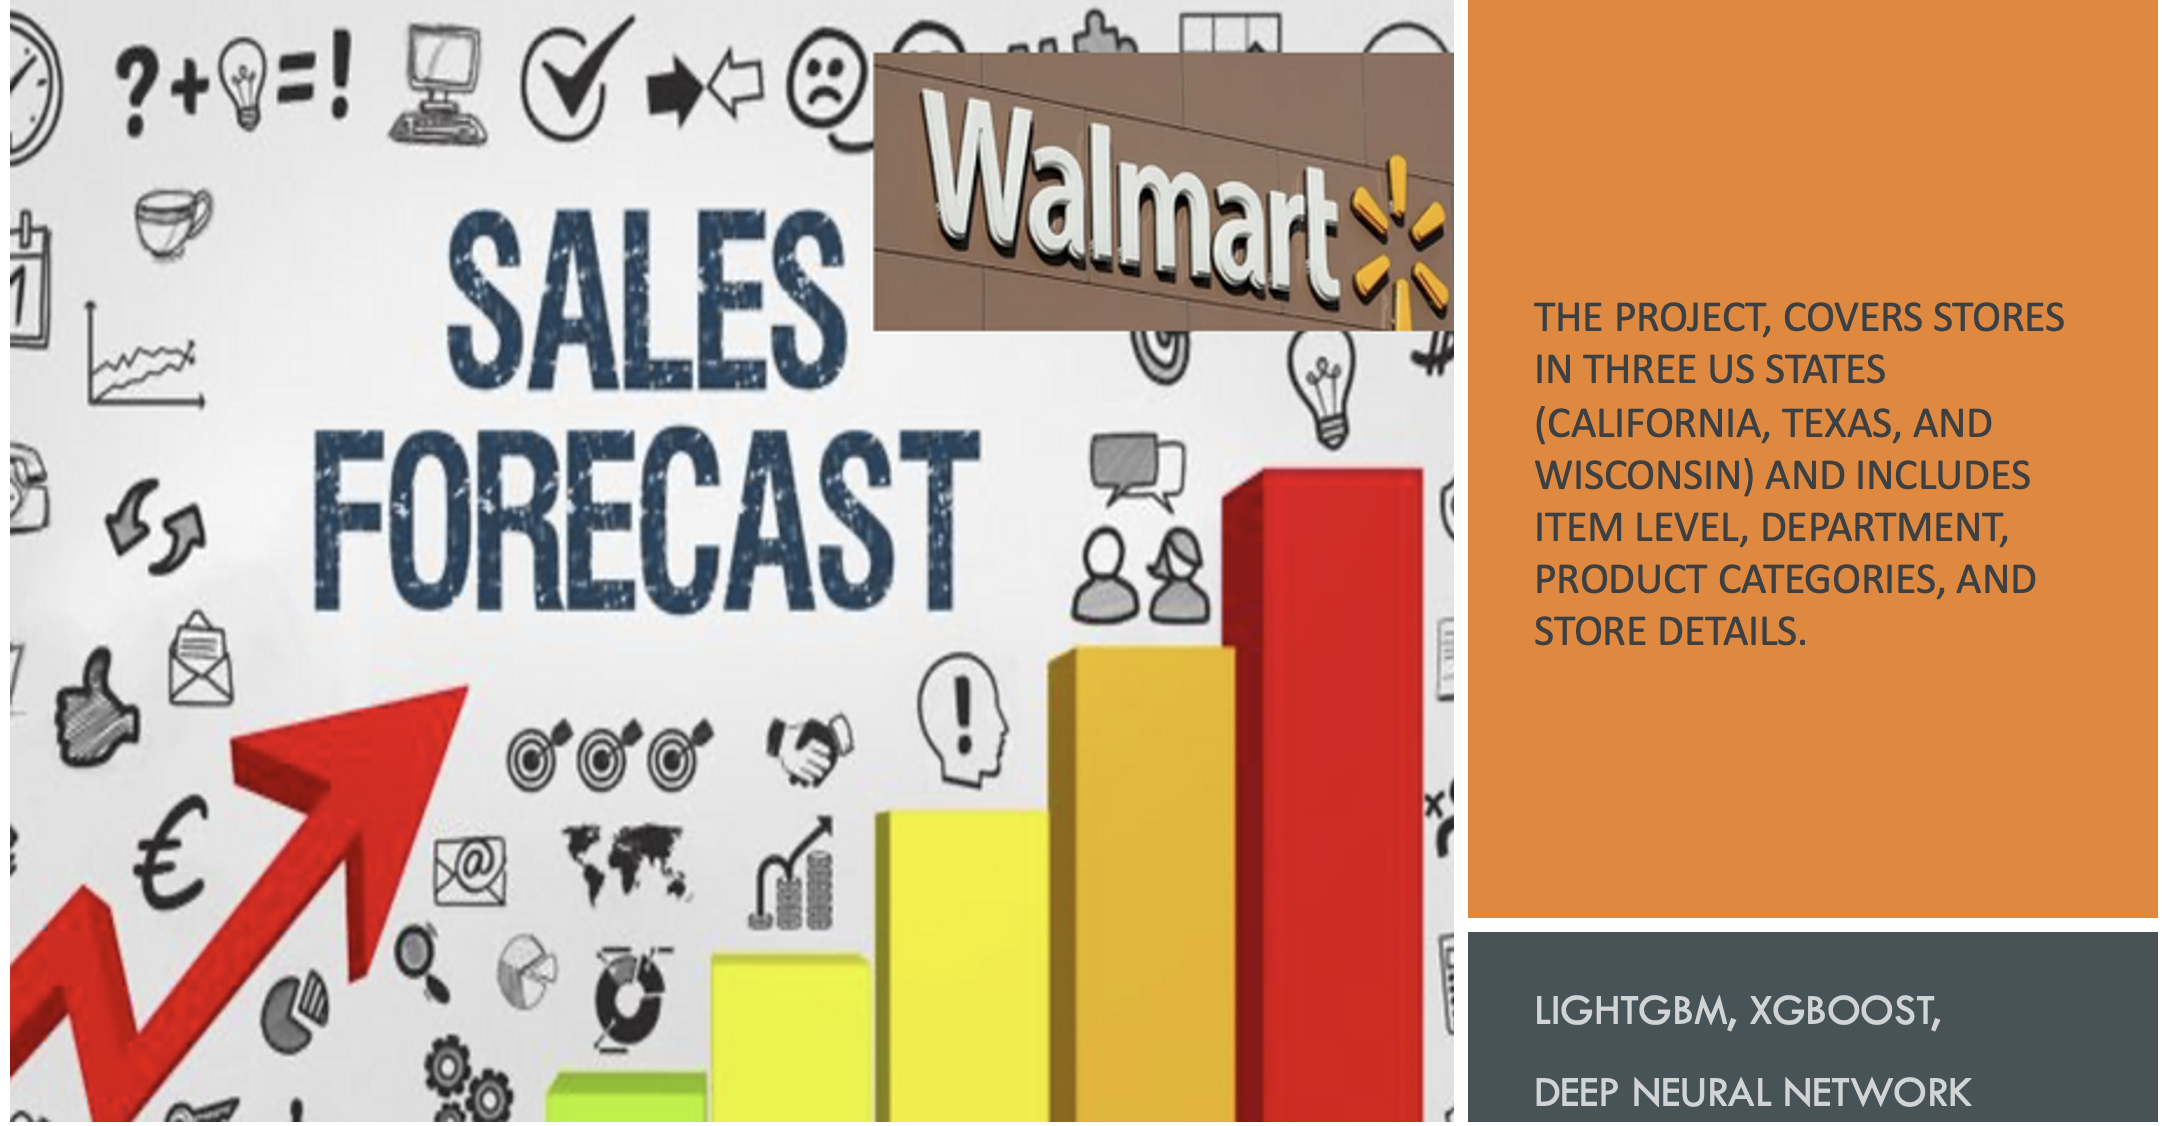 ?+=!
Walmart
SALES
FORECAST
1
€
@
THE PROJECT, COVERS STORES
IN THREE US STATES
(CALIFORNIA, TEXAS, AND
WISCONSIN) AND INCLUDES
ITEM LEVEL, DEPARTMENT,
PRODUCT CATEGORIES, AND
STORE DETAILS.
LIGHTGBM, XGBOOST,
DEEP NEURAL NETWORK